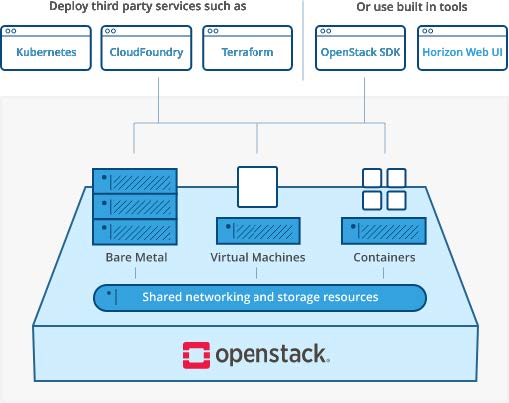 Deploy third party services such as
Or use built in tools
Kubernetes
CloudFoundry
Terraform
OpenStack SDK
Horizon Web UI
Bare Metal
Virtual Machines
Containers
Shared networking and storage resources
openstack.